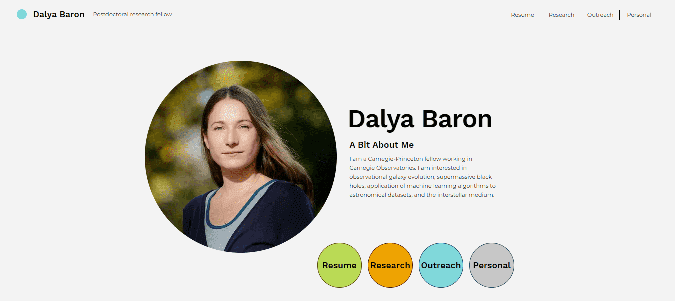 Dalya Baron Postdoctoral research fellow Resume Research Outreach Personal
Dalya Baron
A Bit About Me
I am a Carnegie-Princeton fellow working in
Carnegie Observatories. I am interested in
observational galaxy evolution, supermassive black
holes, application of machine learning algorithms to
astronomical datasets, and the interstellar medium.
Resume Research Outreach Personal